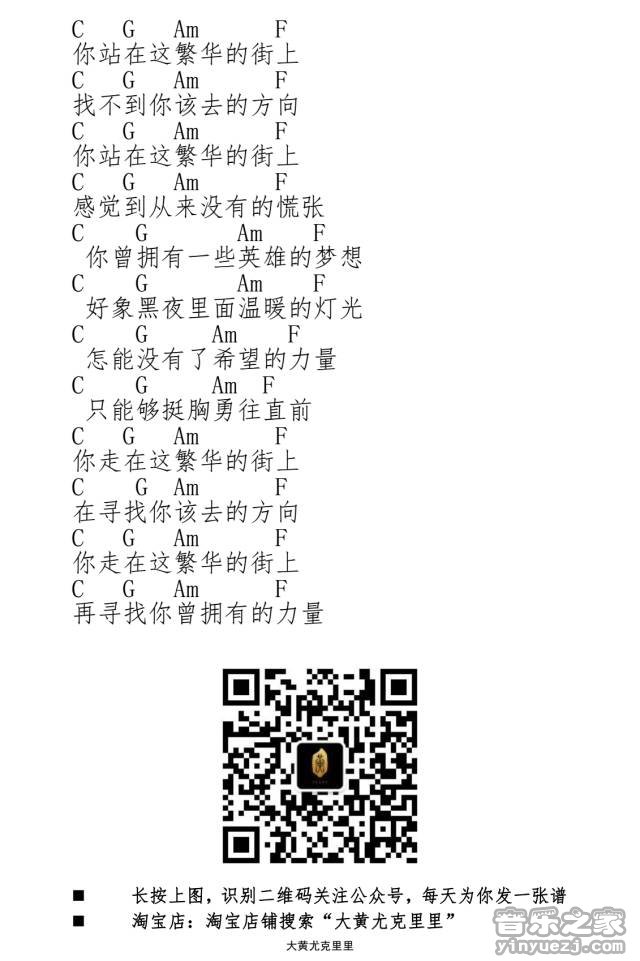 C G Am F
你站在这繁华的街上
C G Am F
找不到你该去的方向
C G Am F
你站在这繁华的街上
C G Am F
感觉到从来没有的慌张
C G Am F
你曾拥有一些英雄的梦想
C G Am F
好象黑夜里面温暖的灯光
C G Am F
怎能没有了希望的力量
C G Am F
只能够挺胸勇往直前
C G Am F
你走在这繁华的街上
C G Am F
在寻找你该去的方向
C G Am F
你走在这繁华的街上
C G Am F
再寻找你曾拥有的力量
■ 长按上图，识别二维码关注公众号，每天为你发一张谱
■ 淘宝店：淘宝店铺搜索“大黄尤克里里”
大黄尤克里里
音乐之家
yinyuezj.com